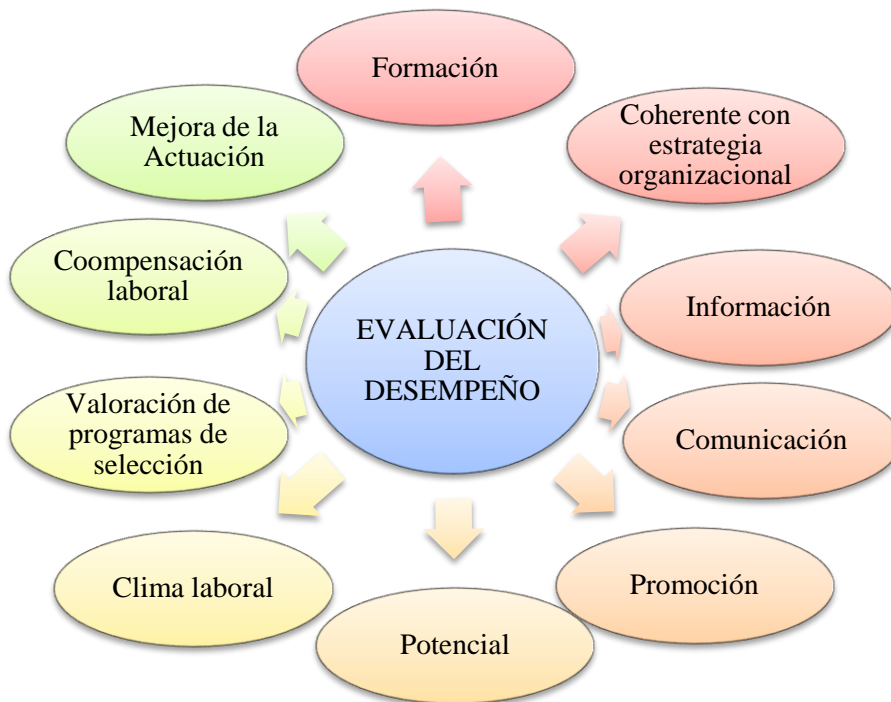 Formación
Coherente con
estrategia
organizacional
Información
Comunicación
Promoción
Potencial
Clima laboral
Valoración de
programas de
selección
Coompensación
laboral
Mejora de la
Actuación
EVALUACIÓN
DEL
DESEMPEÑO